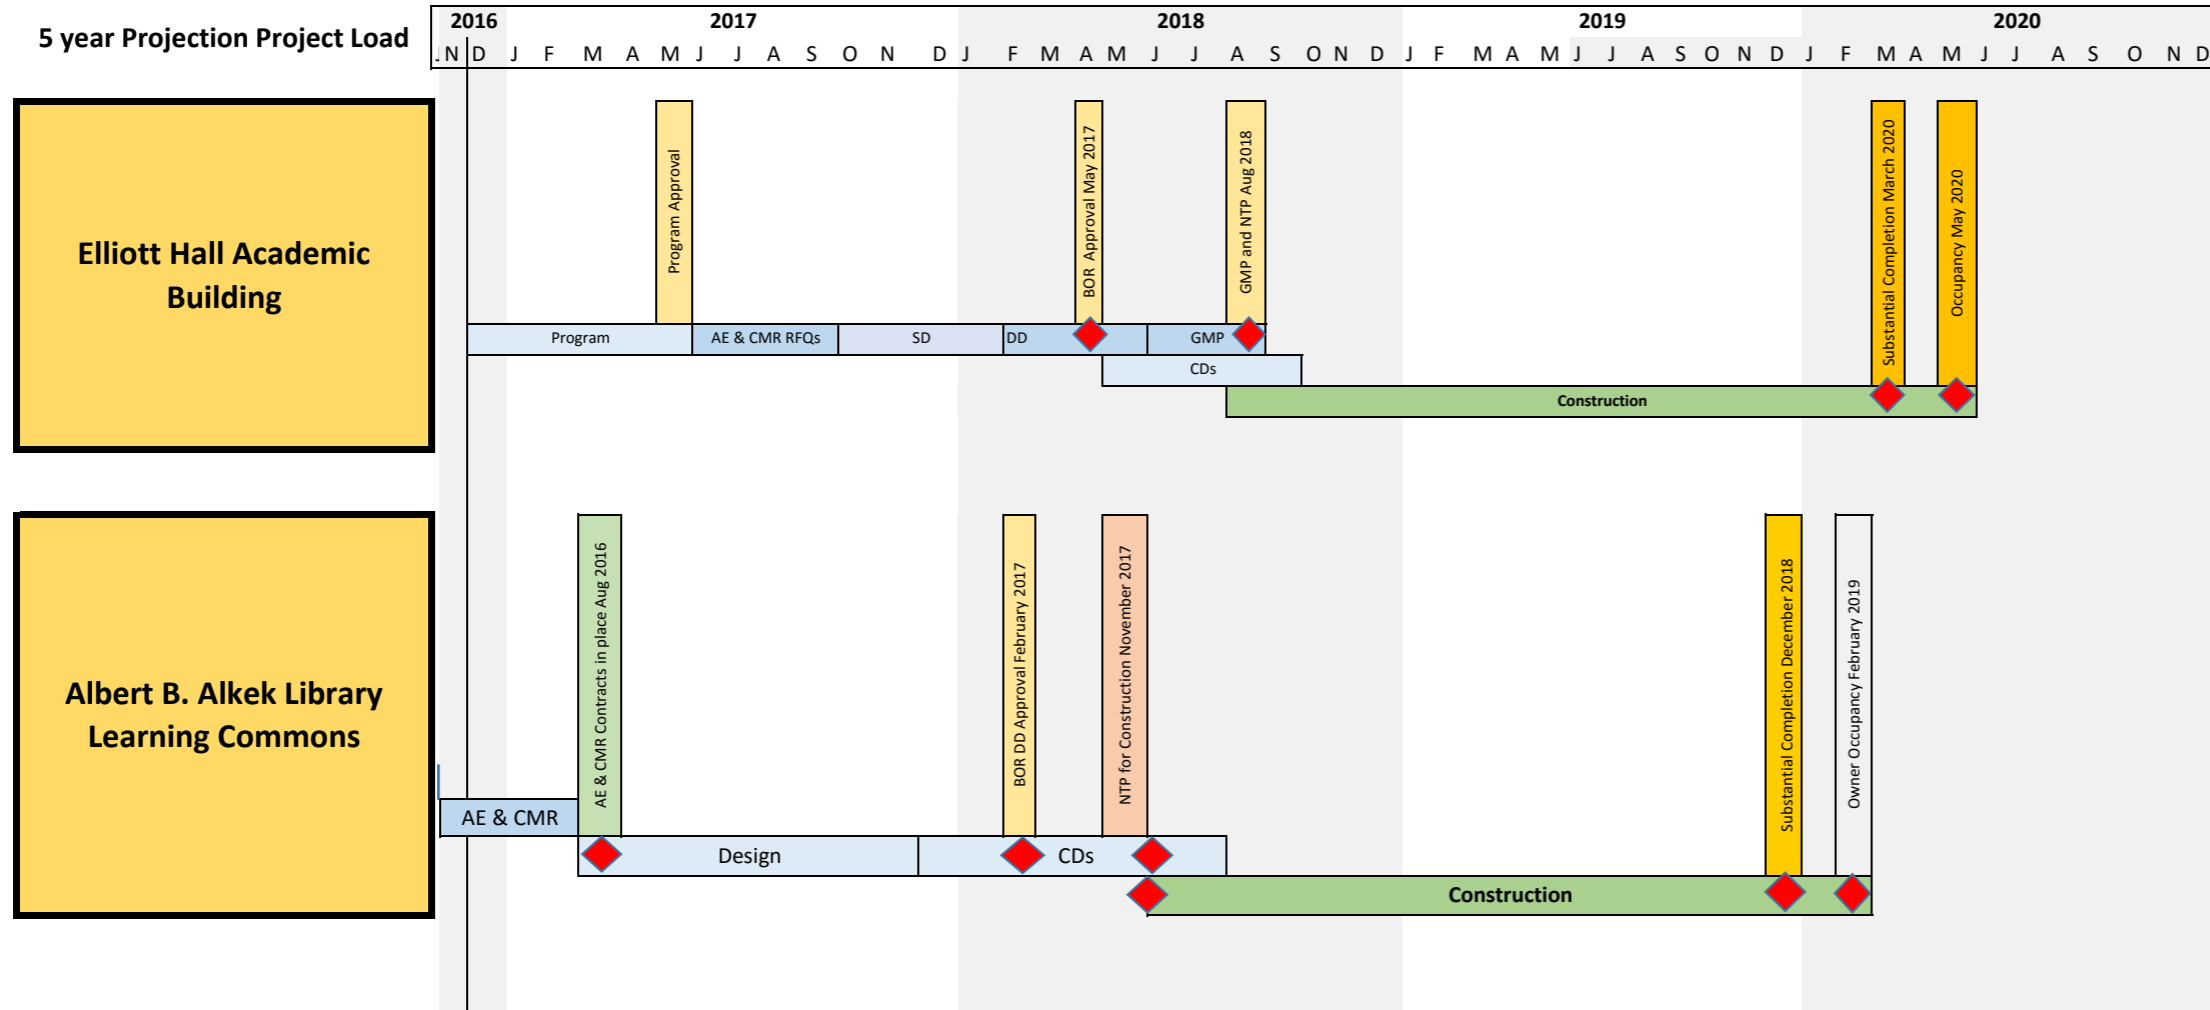 5 year Projection Project Load
2016 2017 2018 2019 2020
J N D J F M A M J J A S O N D J F M A M J J A S O N D J F M A M J J A S O N D J F M A M J J A S O N D
Elliott Hall Academic
Building
Program Approval
BOR Approval May 2017
GMP and NTP Aug 2018
Substantial Completion March 2020
Occupancy May 2020
Program AE & CMR RFQs SD DD GMP
CDs
Construction
Albert B. Alkek Library
Learning Commons
AE & CMR Contracts in place Aug 2016
BOR DD Approval February 2017
NTP for Construction November 2017
Substantial Completion December 2018
Owner Occupancy February 2019
AE & CMR
Design CDs
Construction